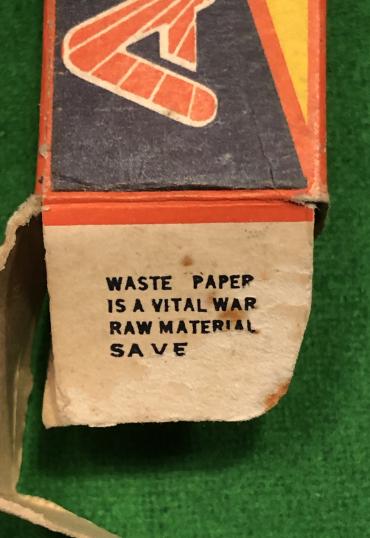 WASTE PAPER
IS A VITAL WAR
RAW MATERIAL
SAVE